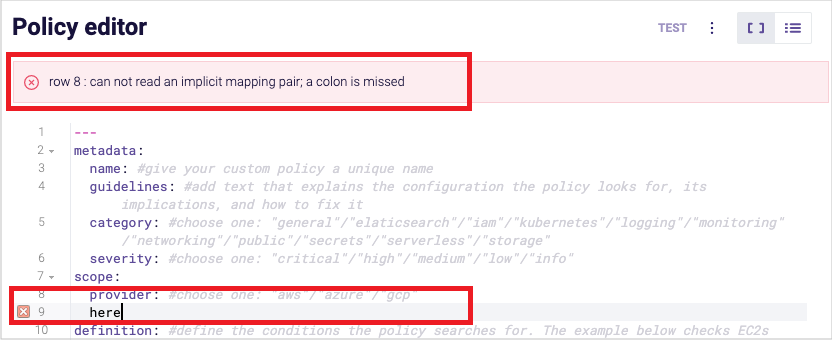 Policy editor
TEST
row 8 : can not read an implicit mapping pair; a colon is missed
1 ---
2 metadata:
3 name: #give your custom policy a unique name
4 guidelines: #add text that explains the configuration the policy looks for, its
implications, and how to fix it
5 category: #choose one: "general"/"elaticsearch"/"iam"/"kubernetes"/"logging"/"monitoring"
/"networking"/"public"/"secrets"/"serverless"/"storage"
6 severity: #choose one: "critical"/"high"/"medium"/"low"/"info"
7 scope:
8 provider: #choose one: "aws"/"azure"/"gcp"
9 here
10 definition: #define the conditions the policy searches for. The example below checks EC2s